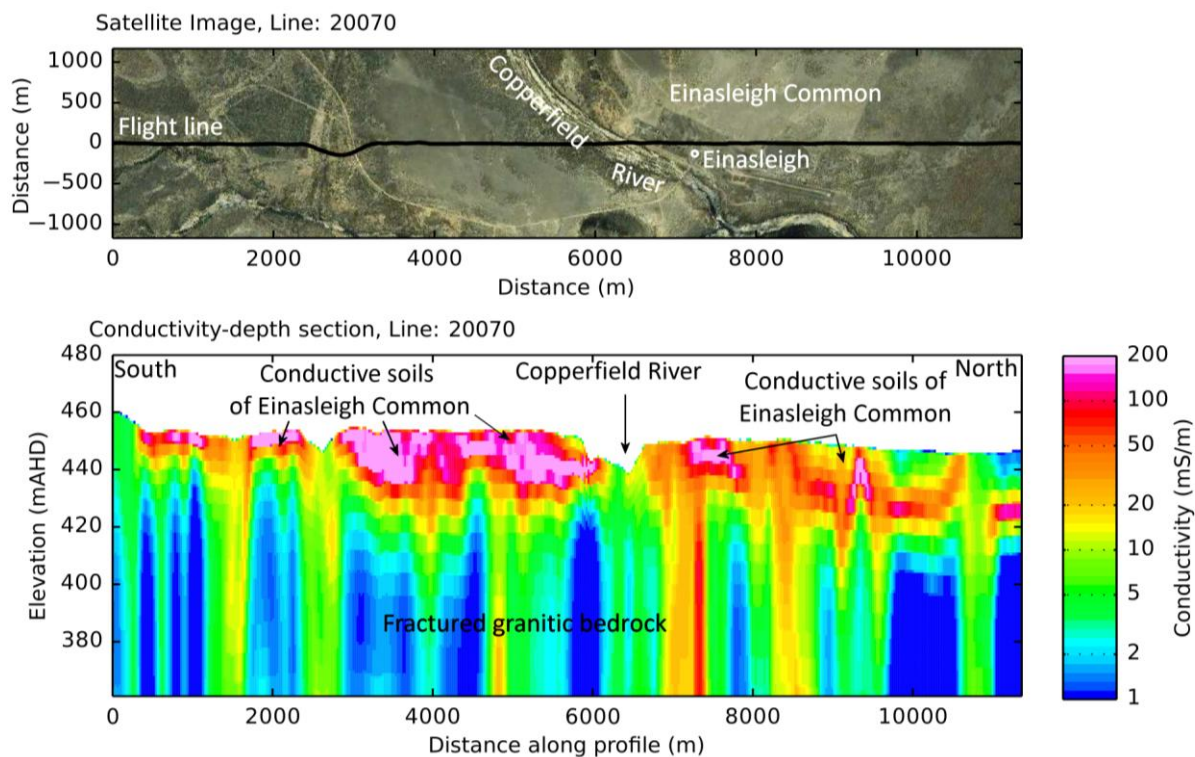 Satellite Image, Line: 20070
Distance (m)
1000
500
0
−500
−1000
Flight line
Copperfield
River
Einasleigh Common
Einasleigh
0 2000 4000 6000 8000 10000
Distance (m)
Conductivity-depth section, Line: 20070
Elevation (mAHD)
480
460
440
420
400
380
South
Conductive soils
of Einasleigh Common
Copperfield River
Conductive soils of
Einasleigh Common
North
Fractured granitic bedrock
0 2000 4000 6000 8000 10000
Distance along profile (m)
200
100
50
20
10
5
2
1
Conductivity (mS/m)